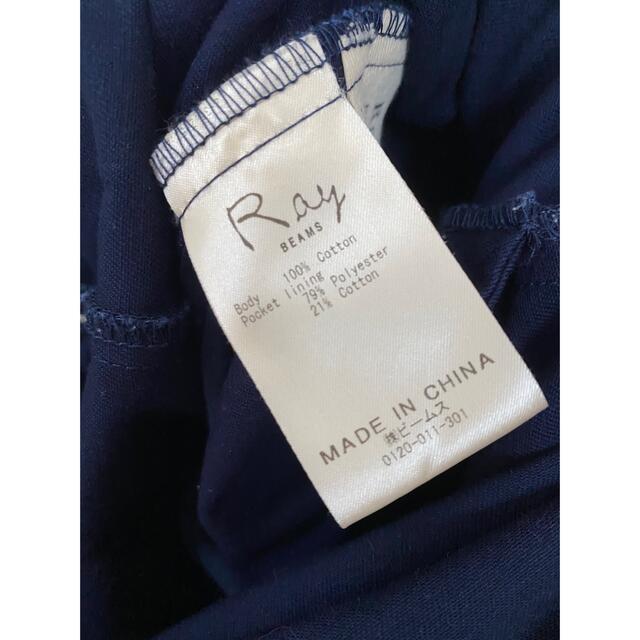 Ray
BEAMS
Body 100% Cotton
Pocket lining
79% Polyester
21% Cotton
MADE IN CHINA
㈱ビームス
0120-011-301